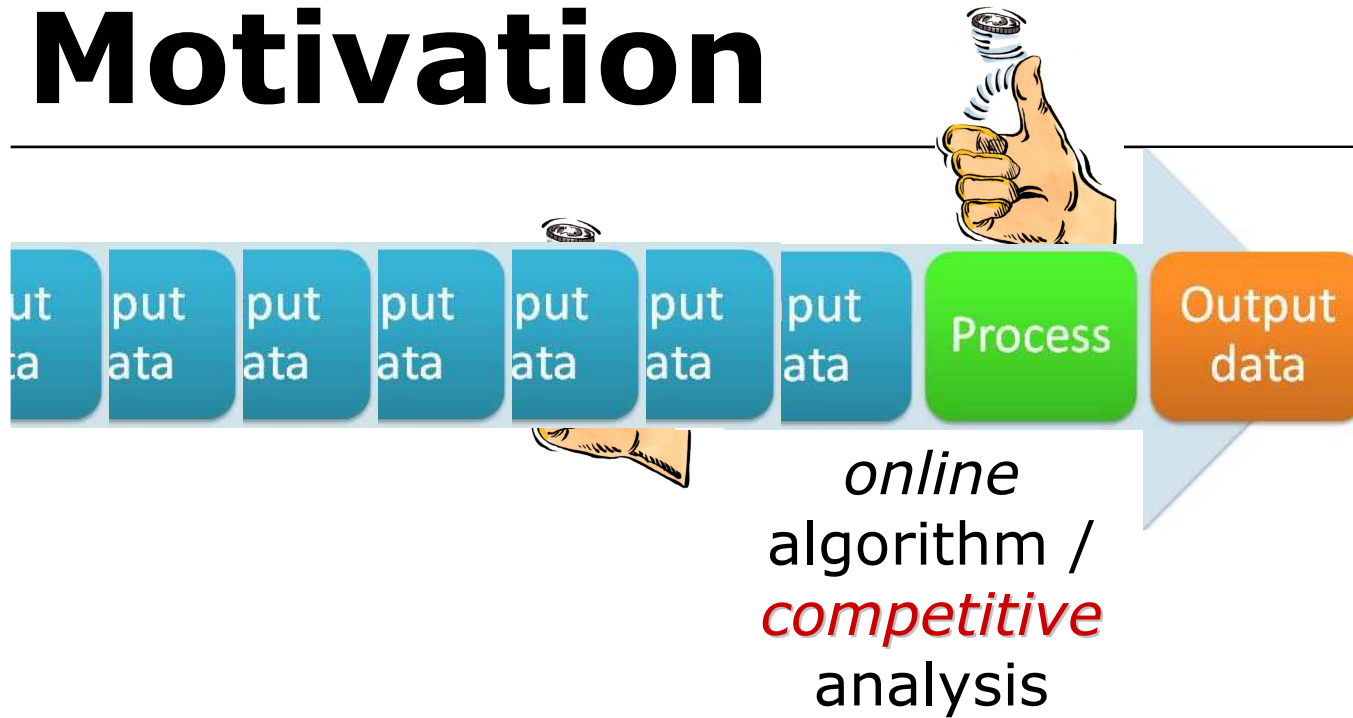 Motivation
ut
ta
put
ata
put
ata
put
ata
put
ata
put
ata
put
ata
Process
Output
data
online
algorithm /
competitive
analysis